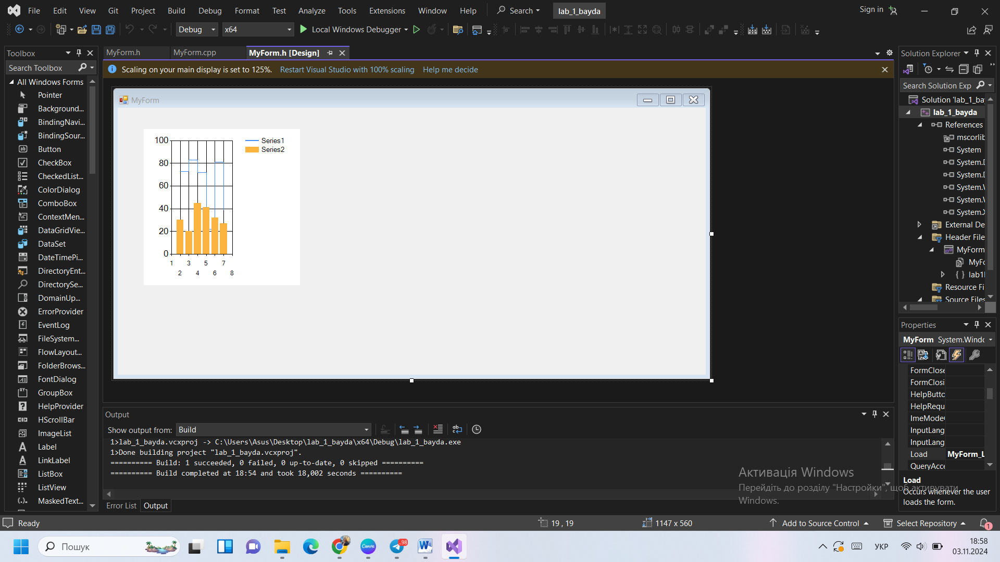 File Edit View Git Project Build Debug Format Test Analyze Tools Extensions Window Help Search lab_1_bayda Sign in
Debug x64 Local Windows Debugger
Toolbox
Search Toolbox
All Windows Forms
Pointer
Background...
BindingNavi...
BindingSour...
Button
CheckBox
CheckedList...
ColorDialog
ComboBox
ContextMen...
DataGridVie...
DataSet
DateTimePi...
DirectoryEnt...
DirectorySe...
DomainUp...
ErrorProvider
EventLog
FileSystem...
FlowLayout...
FolderBrows...
FontDialog
GroupBox
HelpProvider
HScrollBar
ImageList
Label
LinkLabel
ListBox
ListView
MaskedText...
MyForm.h MyForm.cpp MyForm.h [Design]
Scaling on your main display is set to 125%. Restart Visual Studio with 100% scaling Help me decide
MyForm
100
80
60
40
20
0
1 3 5 7
2 4 6 8
Series1
Series2
Output
Show output from: Build
1>lab_1_bayda.vcxproj -> C:\Users\Asus\Desktop\lab_1_bayda\x64\Debug\lab_1_bayda.exe
1>Done building project "lab_1_bayda.vcxproj".
========== Build: 1 succeeded, 0 failed, 0 up-to-date, 0 skipped ==========
========== Build completed at 18:54 and took 18,002 seconds ==========
Error List Output
Solution Explorer
Search Solution Exp
Solution 'lab_1_ba
lab_1_bayda
References
mscorlib
System
System.D
System.D
System.W
System.W
System.X
External De
Header File
MyForm
MyFo
{ } lab1
Resource Fi
Source Files
Properties
MyForm System.Windo
FormClose
FormClosi
HelpButto
HelpRequ
ImeMode
InputLang
InputLang
Load MyForm_L
QueryAcce
Load
Occurs whenever the user
loads the form.
Активація Windows
Перейдіть до розділу "Настройки", щоб активувати
Windows.
Ready 19 , 19 1147 x 560 Add to Source Control Select Repository 1
Пошук Canva ..98 УКР 18:58
03.11.2024